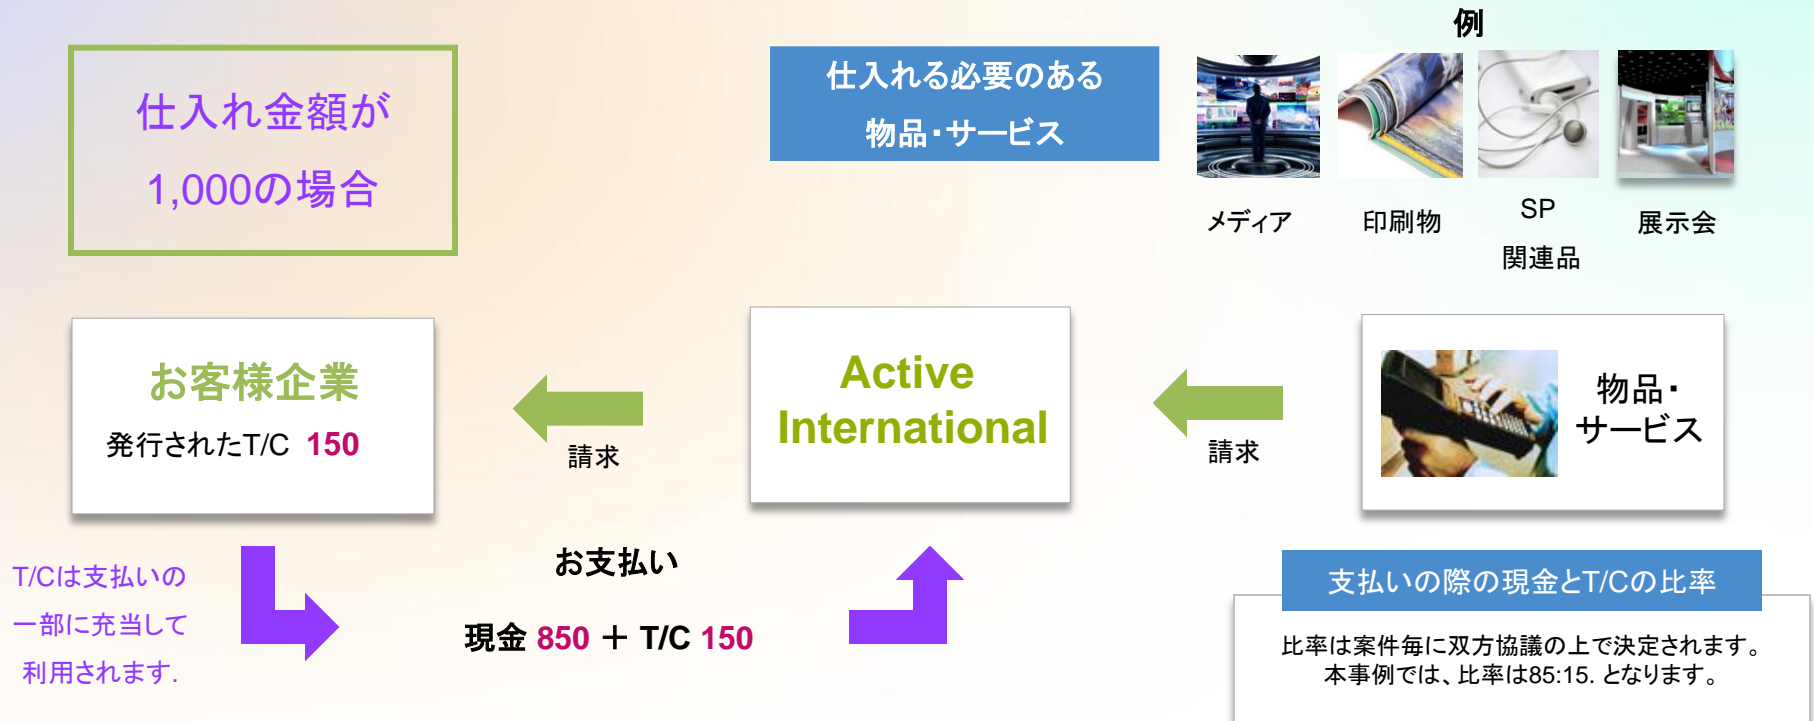 例
仕入れ金額が
1,000の場合
仕入れる必要のある
物品・サービス
メディア
印刷物
SP
関連品
展示会
お客様企業
発行されたT/C 150
請求
Active
International
請求
物品・
サービス
T/Cは支払いの
一部に充当して
利用されます.
お支払い
現金 850 ＋ T/C 150
支払いの際の現金とT/Cの比率
比率は案件毎に双方協議の上で決定されます。
本事例では、比率は85:15. となります。